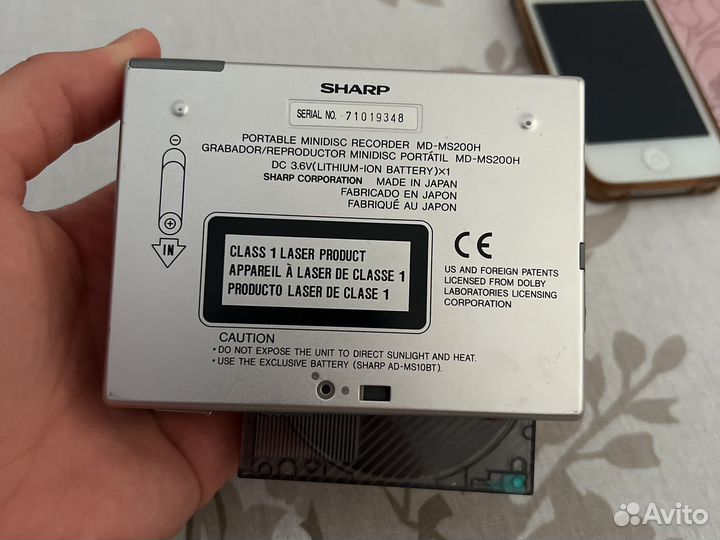 SHARP
SERIAL NO. 71019348
PORTABLE MINIDISC RECORDER MD-MS200H
GRABADOR/REPRODUCTOR MINIDISC PORTÁTIL MD-MS200H
DC 3.6V(LITHIUM-ION BATTERY)×1
SHARP CORPORATION MADE IN JAPAN
FABRICADO EN JAPON
FABRIQUÉ AU JAPON
IN
CLASS 1 LASER PRODUCT
APPAREIL À LASER DE CLASSE 1
PRODUCTO LASER DE CLASE 1
CE
US AND FOREIGN PATENTS
LICENSED FROM DOLBY
LABORATORIES LICENSING
CORPORATION
CAUTION
• DO NOT EXPOSE THE UNIT TO DIRECT SUNLIGHT AND HEAT.
• USE THE EXCLUSIVE BATTERY (SHARP AD-MS10BT).
Avito